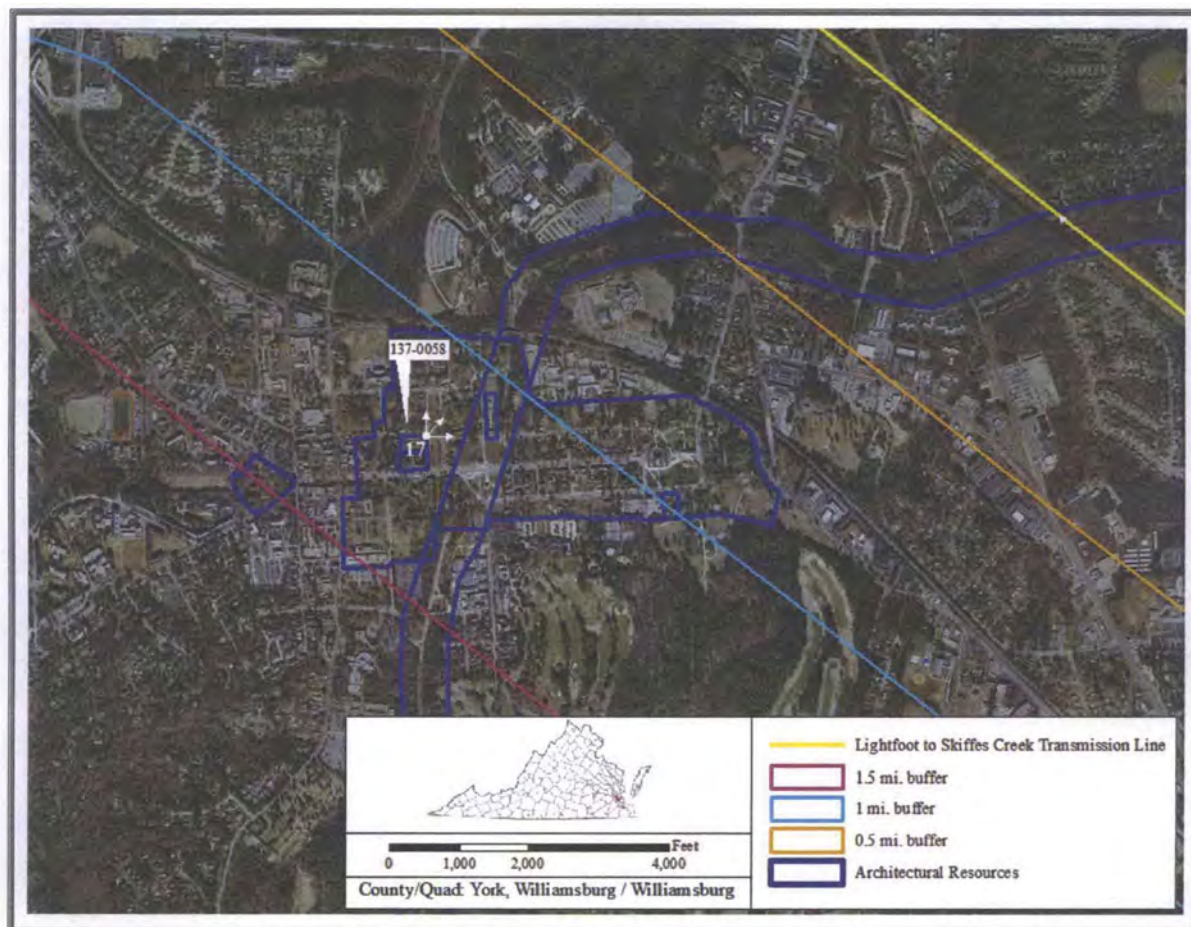 137-0058
17
Feet
0 1,000 2,000 4,000
County/Quad: York, Williamsburg / Williamsburg
Lightfoot to Skiffes Creek Transmission Line
1.5 mi. buffer
1 mi. buffer
0.5 mi. buffer
Architectural Resources